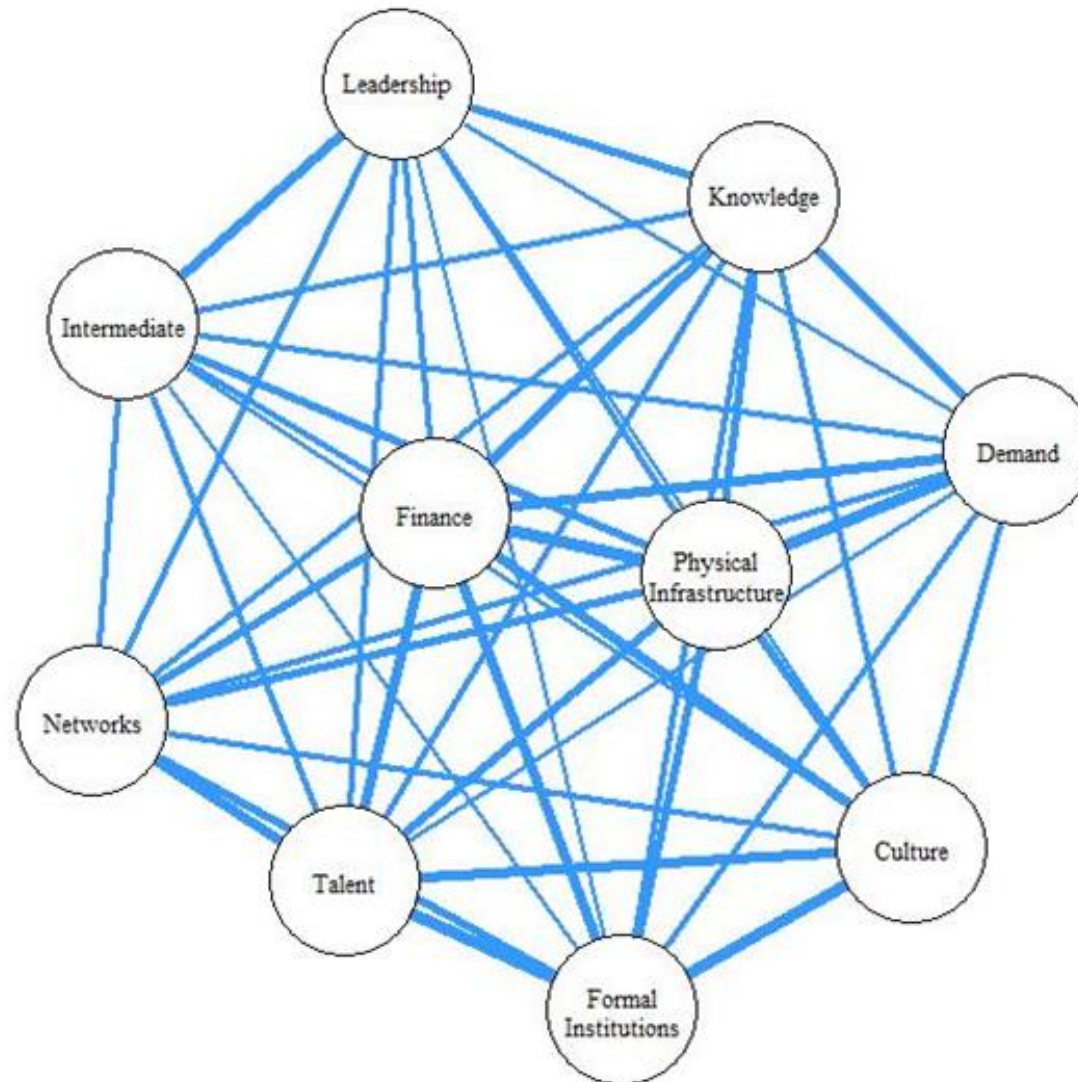 Leadership
Knowledge
Intermediate
Demand
Finance
Physical
Infrastructure
Networks
Culture
Talent
Formal
Institutions